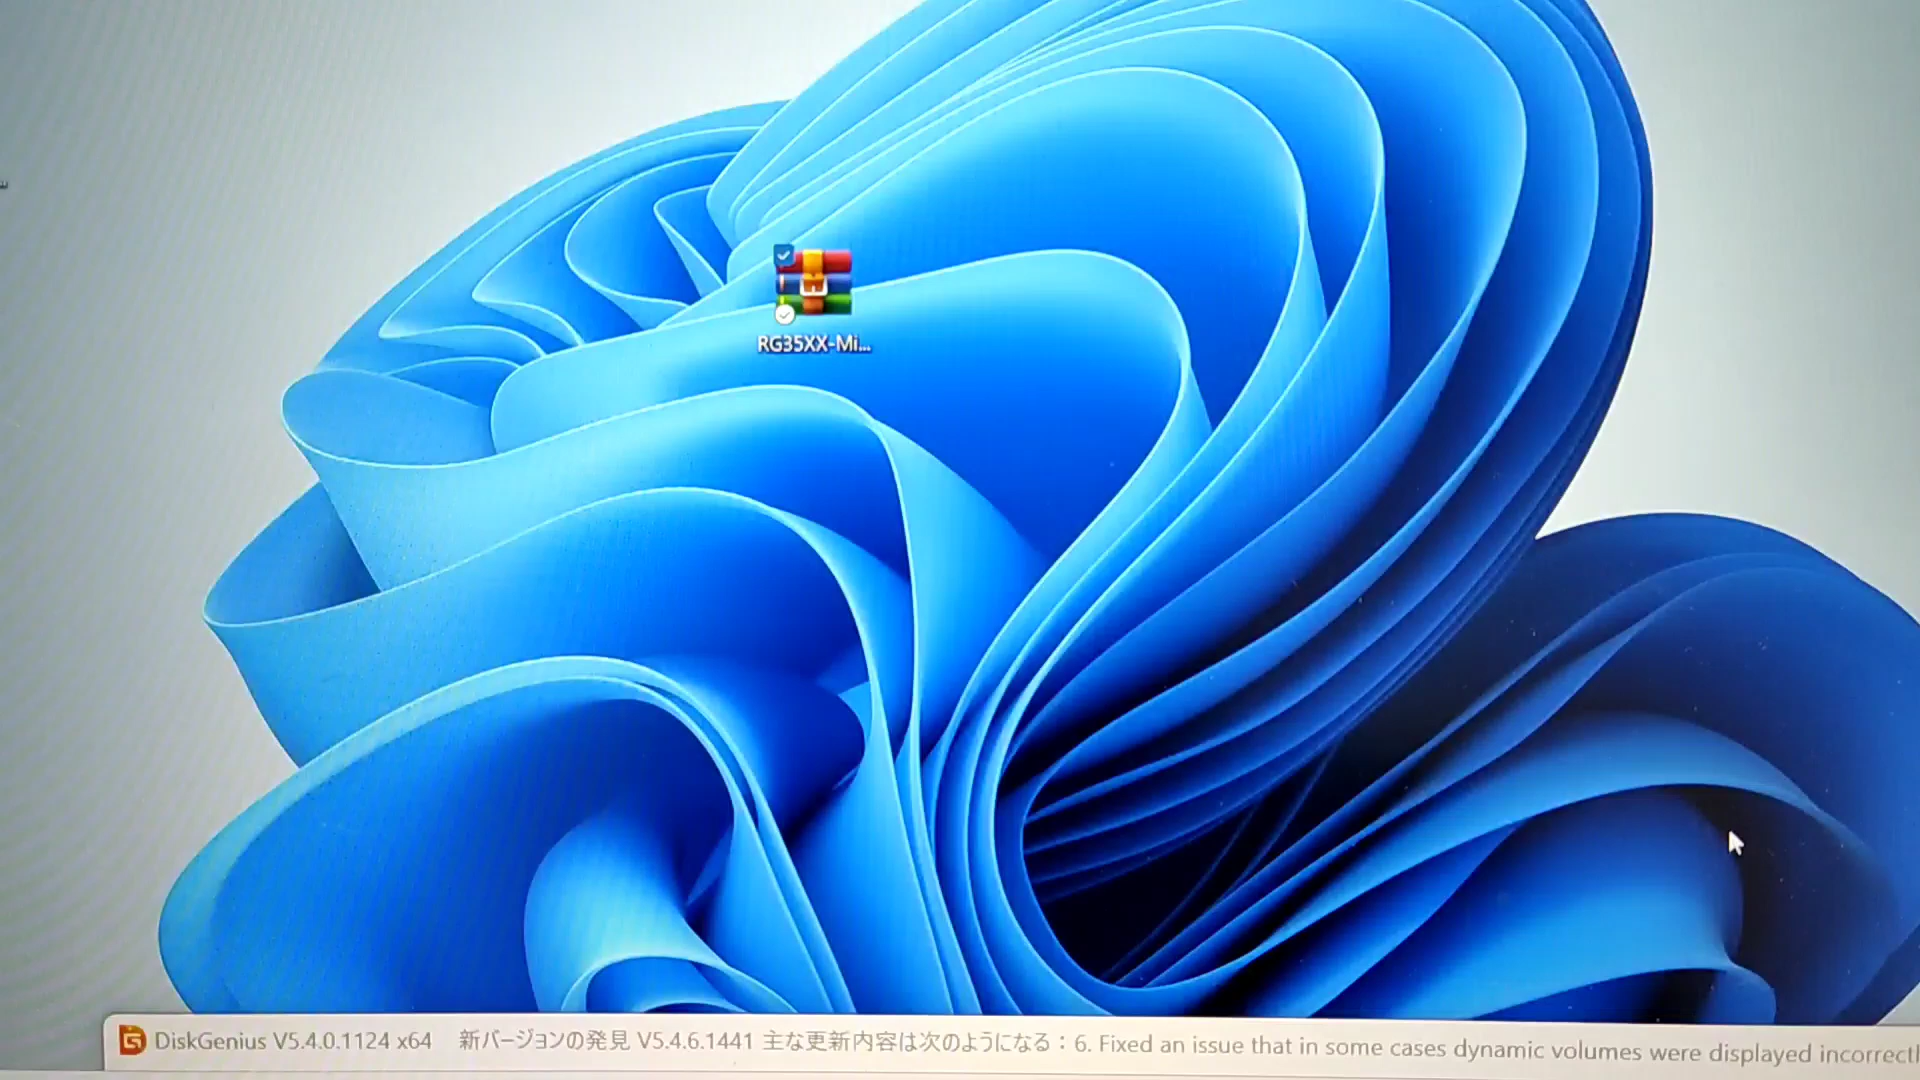 RG35XX-Mi...
DiskGenius V5.4.0.1124 x64 新バージョンの発見 V5.4.6.1441 主な更新内容は次のようになる：6. Fixed an issue that in some cases dynamic volumes were displayed incorrectl